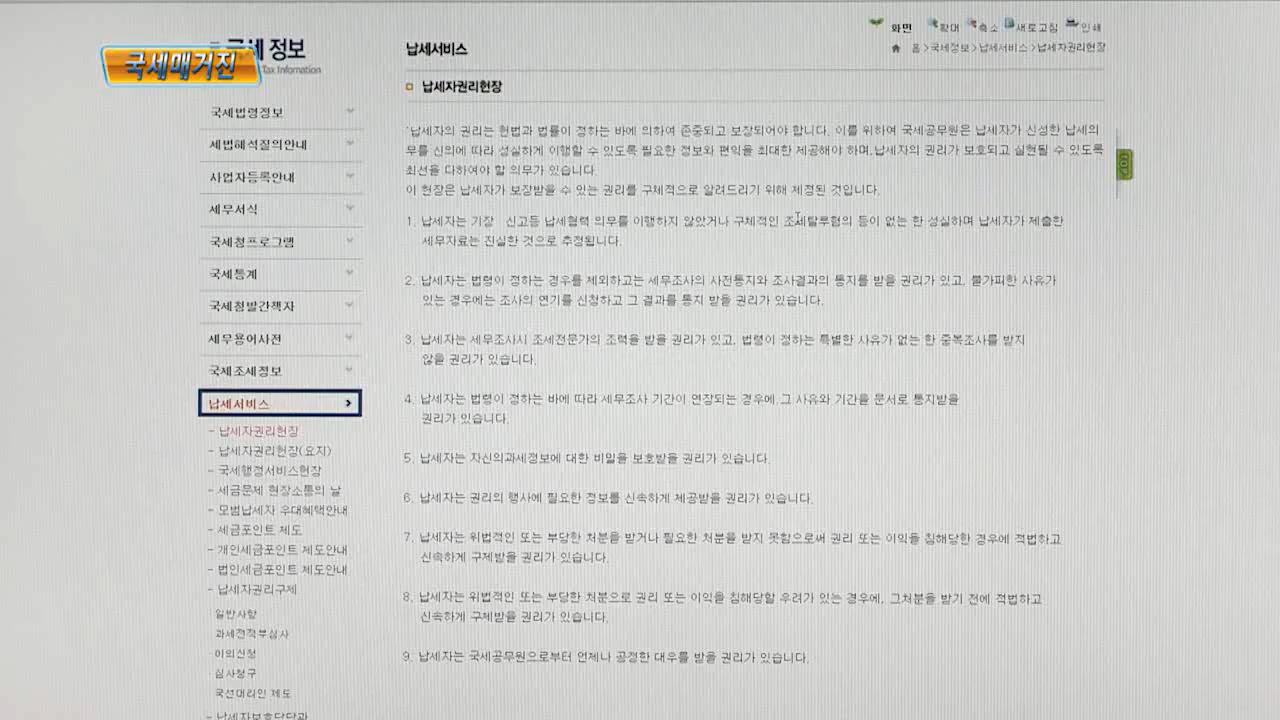 화면 확대 축소 새로고침 인쇄
홈 > 국세정보 > 납세서비스 > 납세자권리헌장
국세매거진
국세 정보
Tax Infomation
국세법령정보
세법해석질의안내
사업자등록안내
세무서식
국세청프로그램
국세통계
국세청발간책자
세무용어사전
국제조세정보
납세서비스
- 납세자권리헌장
- 납세자권리헌장(요지)
- 국세행정서비스헌장
- 세금문제 현장소통의 날
- 모범납세자 우대혜택안내
- 세금포인트 제도
- 개인세금포인트 제도안내
- 법인세금포인트 제도안내
- 납세자권리구제
일반사항
과세전적부심사
이의신청
심사청구
국선대리인 제도
- 납세자보호담당관
납세서비스
납세자권리헌장
'납세자의 권리는 헌법과 법률이 정하는 바에 의하여 존중되고 보장되어야 합니다. 이를 위하여 국세공무원은 납세자가 신성한 납세의
무를 신의에 따라 성실하게 이행할 수 있도록 필요한 정보와 편익을 최대한 제공해야 하며,납세자의 권리가 보호되고 실현될 수 있도록
최선을 다하여야 할 의무가 있습니다.
이 헌장은 납세자가 보장받을 수 있는 권리를 구체적으로 알려드리기 위해 제정된 것입니다.
1. 납세자는 기장 신고등 납세협력 의무를 이행하지 않았거나 구체적인 조세탈루혐의 등이 없는 한 성실하며 납세자가 제출한
세무자료는 진실한 것으로 추정됩니다.
2. 납세자는 법령이 정하는 경우를 제외하고는 세무조사의 사전통지와 조사결과의 통지를 받을 권리가 있고, 불가피한 사유가
있는 경우에는 조사의 연기를 신청하고 그 결과를 통지 받을 권리가 있습니다.
3. 납세자는 세무조사시 조세전문가의 조력을 받을 권리가 있고, 법령이 정하는 특별한 사유가 없는 한 중복조사를 받지
않을 권리가 있습니다.
4. 납세자는 법령이 정하는 바에 따라 세무조사 기간이 연장되는 경우에 그 사유와 기간을 문서로 통지받을
권리가 있습니다.
5. 납세자는 자신의과세정보에 대한 비밀을 보호받을 권리가 있습니다.
6. 납세자는 권리의 행사에 필요한 정보를 신속하게 제공받을 권리가 있습니다.
7. 납세자는 위법적인 또는 부당한 처분을 받거나 필요한 처분을 받지 못함으로써 권리 또는 이익을 침해당한 경우에 적법하고
신속하게 구제받을 권리가 있습니다.
8. 납세자는 위법적인 또는 부당한 처분으로 권리 또는 이익을 침해당할 우려가 있는 경우에, 그처분을 받기 전에 적법하고
신속하게 구제받을 권리가 있습니다.
9. 납세자는 국세공무원으로부터 언제나 공정한 대우를 받을 권리가 있습니다.
TOP